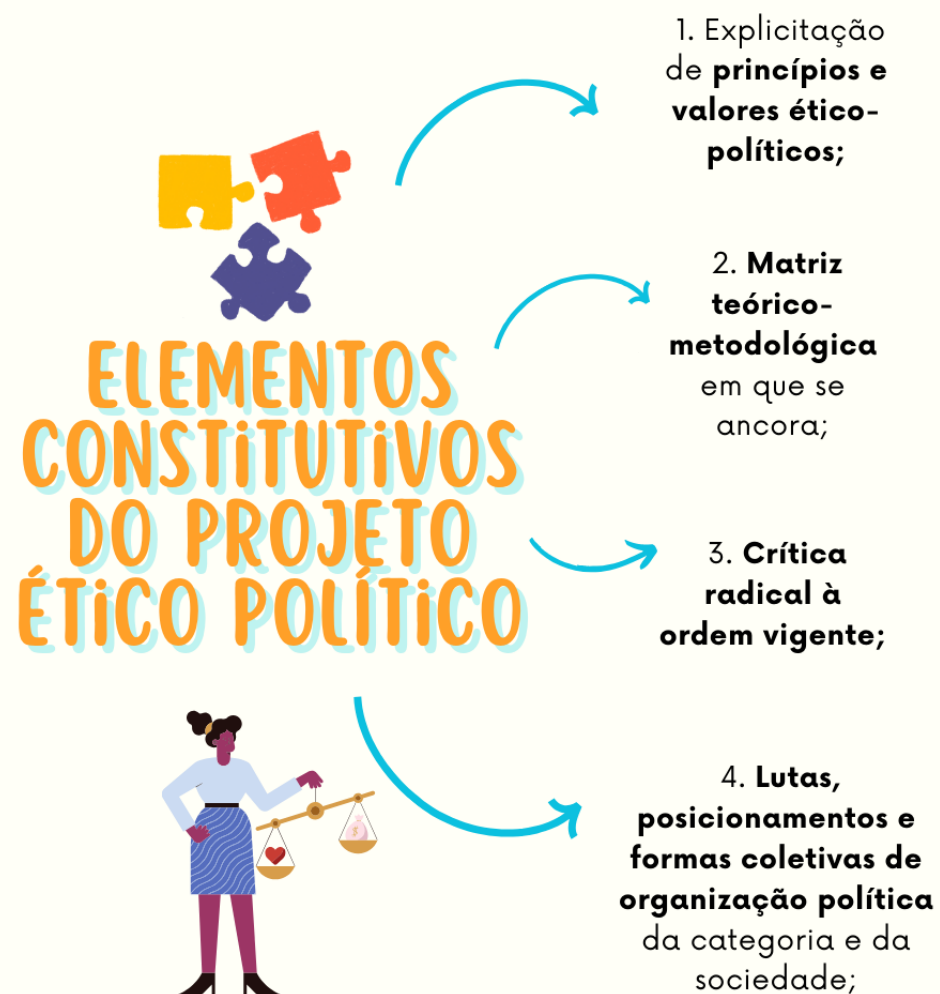 ELEMENTOS
CONSTITUTIVOS
DO PROJETO
ÉTICO POLÍTICO
1. Explicitação
de princípios e
valores ético-
políticos;
2. Matriz
teórico-
metodológica
em que se
ancora;
3. Crítica
radical à
ordem vigente;
4. Lutas,
posicionamentos e
formas coletivas de
organização política
da categoria e da
sociedade;
$